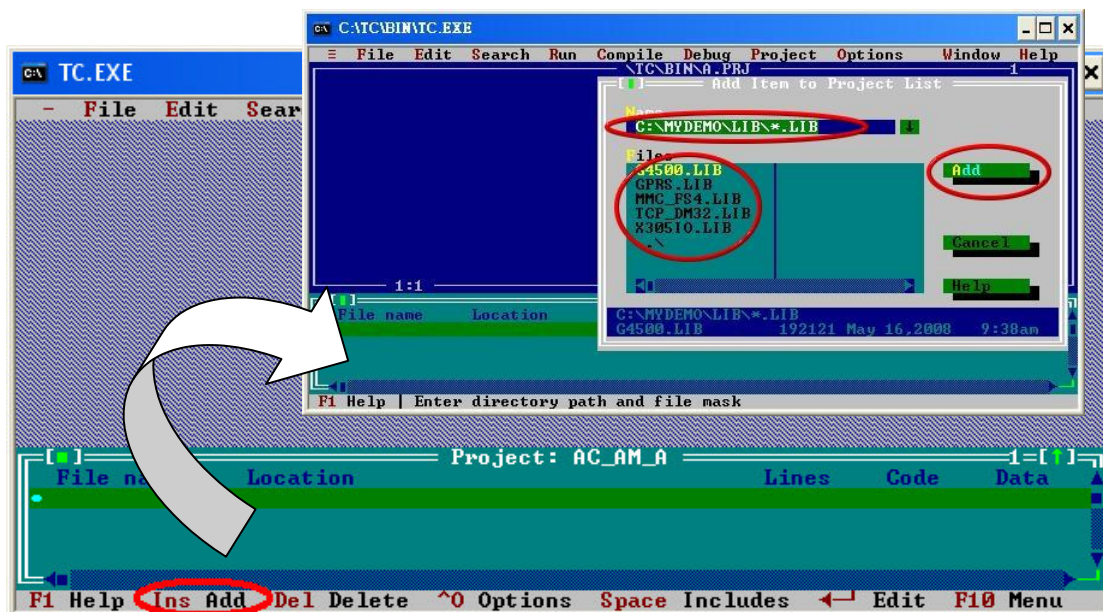 C:\TC\BIN\TC.EXE
≡ File Edit Search Run Compile Debug Project Options Window Help
\TC\BIN\A.PRJ 1
Add Item to Project List
Name
C:\MYDEMO\LIB\*.LIB
Files
G4500.LIB
GPRS.LIB
MMC_FS4.LIB
TCP_DM32.LIB
X305IO.LIB
..\
Add
Cancel
Help
C:\MYDEMO\LIB\*.LIB
G4500.LIB 192121 May 16,2008 9:38am
1:1
File name Location
F1 Help | Enter directory path and file mask
TC.EXE
- File Edit Sear
Project: AC_AM_A 1=[↑]
File na Location Lines Code Data
F1 Help Ins Add Del Delete ^O Options Space Includes ◄─┘ Edit F10 Menu